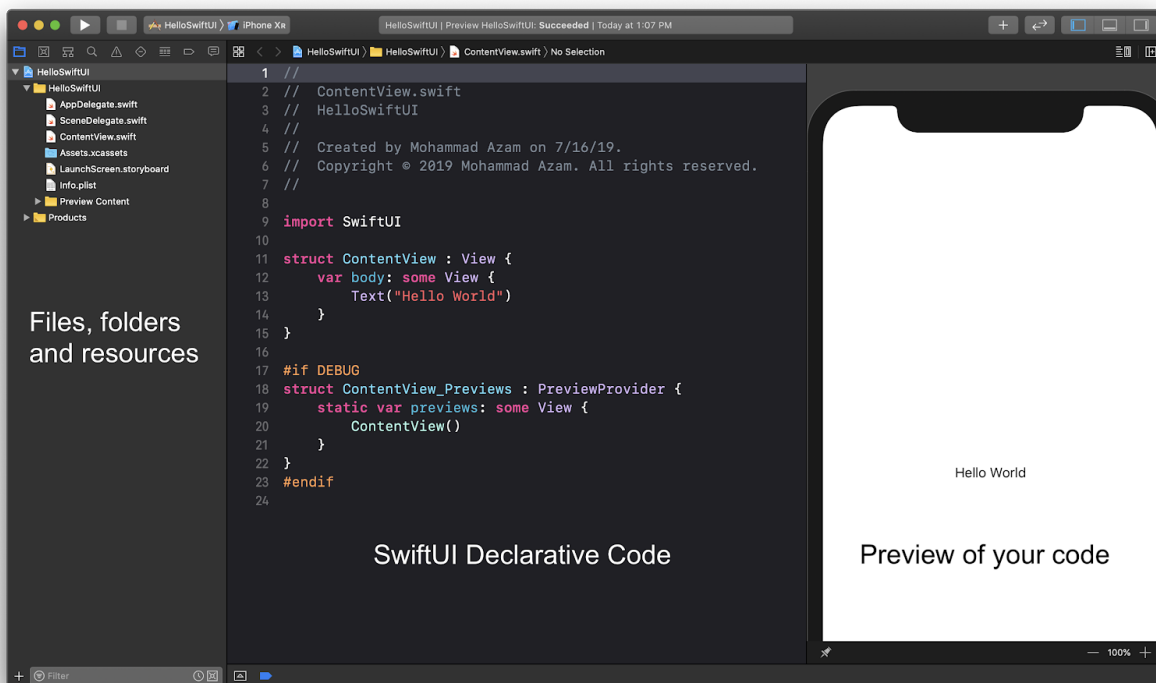 HelloSwiftUI ⟩ iPhone XR
HelloSwiftUI | Preview HelloSwiftUI: Succeeded | Today at 1:07 PM
HelloSwiftUI ⟩ HelloSwiftUI ⟩ ContentView.swift ⟩ No Selection
HelloSwiftUI
HelloSwiftUI
AppDelegate.swift
SceneDelegate.swift
ContentView.swift
Assets.xcassets
LaunchScreen.storyboard
Info.plist
Preview Content
Products
Files, folders
and resources
Filter
1 //
2 //  ContentView.swift
3 //  HelloSwiftUI
4 //
5 //  Created by Mohammad Azam on 7/16/19.
6 //  Copyright © 2019 Mohammad Azam. All rights reserved.
7 //
8
9 import SwiftUI
10
11 struct ContentView : View {
12     var body: some View {
13         Text("Hello World")
14     }
15 }
16
17 #if DEBUG
18 struct ContentView_Previews : PreviewProvider {
19     static var previews: some View {
20         ContentView()
21     }
22 }
23 #endif
24
SwiftUI Declarative Code
Hello World
Preview of your code
100%